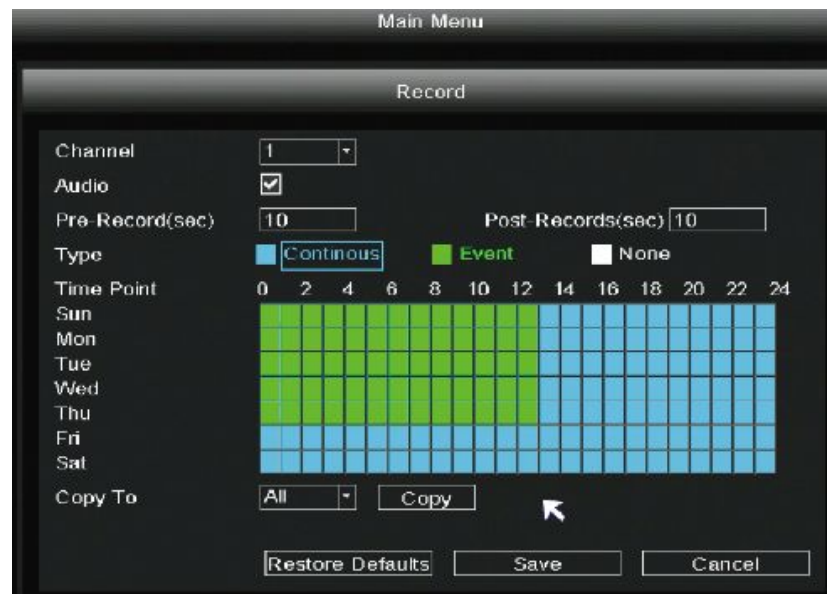 Main Menu
Record
Channel 1
Audio
Pre-Record(sec) 10 Post-Records(sec) 10
Type Continous Event None
Time Point 0 2 4 6 8 10 12 14 16 18 20 22 24
Sun
Mon
Tue
Wed
Thu
Fri
Sat
Copy To All Copy
Restore Defaults Save Cancel